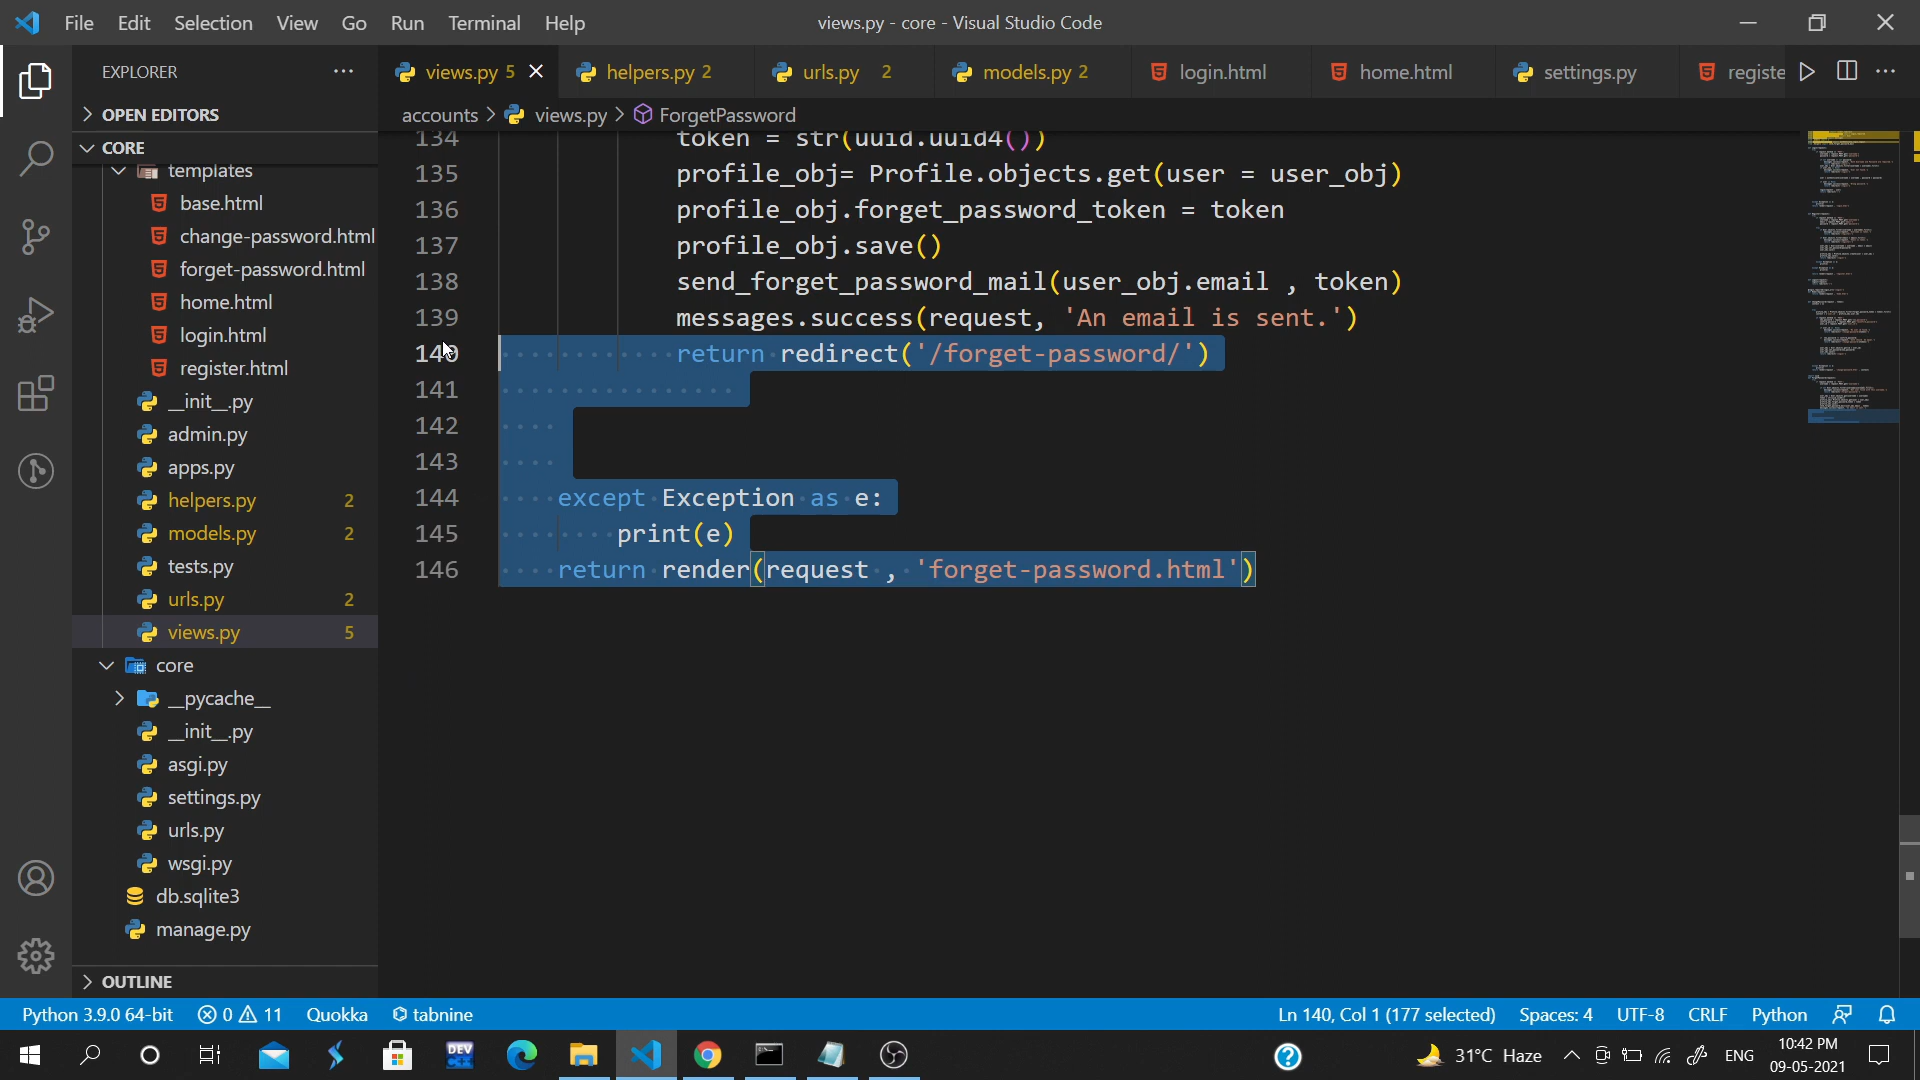 File Edit Selection View Go Run Terminal Help
views.py - core - Visual Studio Code
EXPLORER
views.py 5
helpers.py 2
urls.py 2
models.py 2
login.html
home.html
settings.py
registe
OPEN EDITORS
accounts > views.py > ForgetPassword
CORE
templates
base.html
change-password.html
forget-password.html
home.html
login.html
register.html
__init__.py
admin.py
apps.py
helpers.py 2
models.py 2
tests.py
urls.py 2
views.py 5
core
__pycache__
__init__.py
asgi.py
settings.py
urls.py
wsgi.py
db.sqlite3
manage.py
OUTLINE
134 token = str(uuid.uuid4())
135 profile_obj= Profile.objects.get(user = user_obj)
136 profile_obj.forget_password_token = token
137 profile_obj.save()
138 send_forget_password_mail(user_obj.email , token)
139 messages.success(request, 'An email is sent.')
140 return redirect('/forget-password/')
141
142
143
144 except Exception as e:
145 print(e)
146 return render(request , 'forget-password.html')
Python 3.9.0 64-bit 0 11 Quokka tabnine
Ln 140, Col 1 (177 selected) Spaces: 4 UTF-8 CRLF Python
DEV C++
31°C Haze
ENG
10:42 PM
09-05-2021